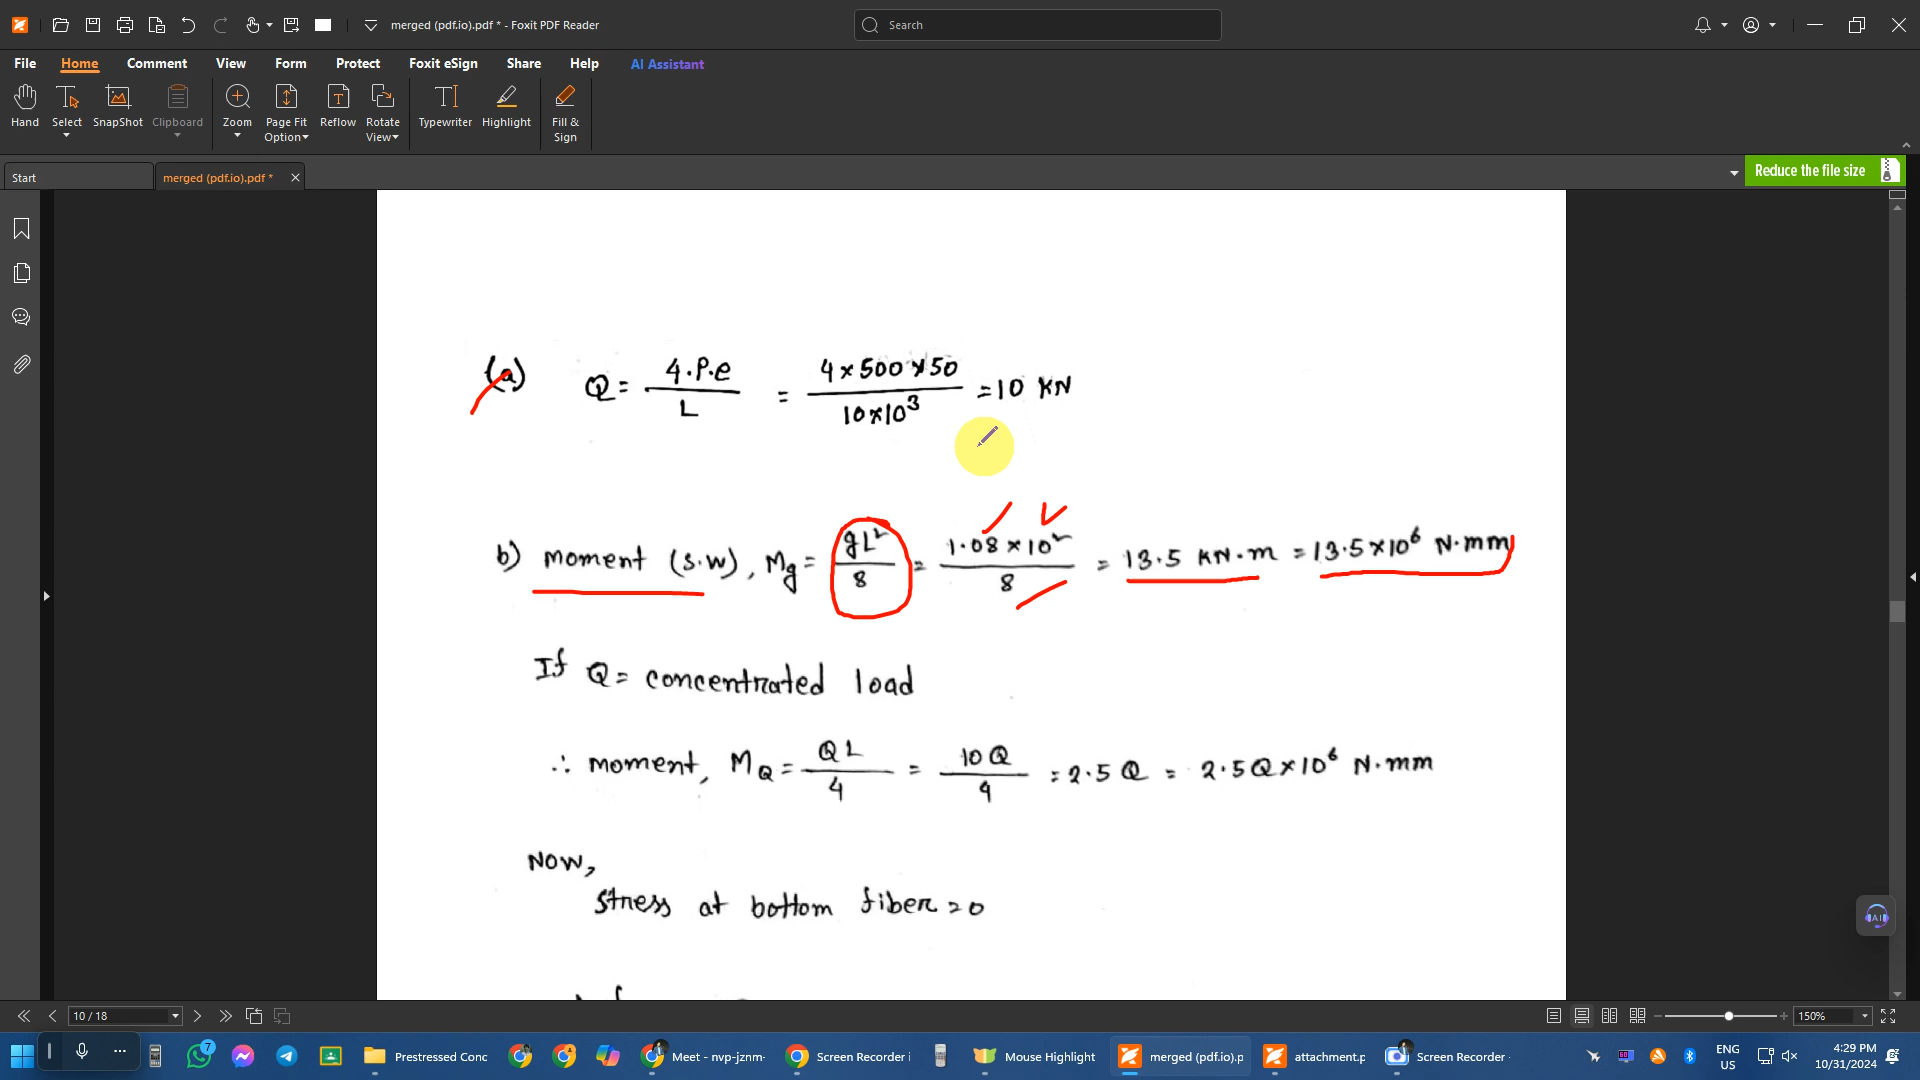 merged (pdf.io).pdf * - Foxit PDF Reader
Search
File Home Comment View Form Protect Foxit eSign Share Help AI Assistant
Hand
Select
SnapShot
Clipboard
Zoom
Page Fit Option
Reflow
Rotate View
Typewriter
Highlight
Fill & Sign
Start
merged (pdf.io).pdf *
Reduce the file size
(a) Q = 4.P.e / L = 4 × 500 × 50 / 10×10³ = 10 KN
b) moment (s.w), Mg = gL² / 8 = 1.08 × 10² / 8 = 13.5 KN.m = 13.5×10⁶ N.mm
If Q = concentrated load
∴ moment, MQ = QL / 4 = 10Q / 4 = 2.5 Q = 2.5Q×10⁶ N.mm
Now,
stress at bottom fiber = 0
AI
10 / 18
150%
7
Prestressed Conc
Meet - nvp-jznm-
Screen Recorder i
Mouse Highlight
merged (pdf.io).p
attachment.p
Screen Recorder
60
ENG
US
4:29 PM
10/31/2024